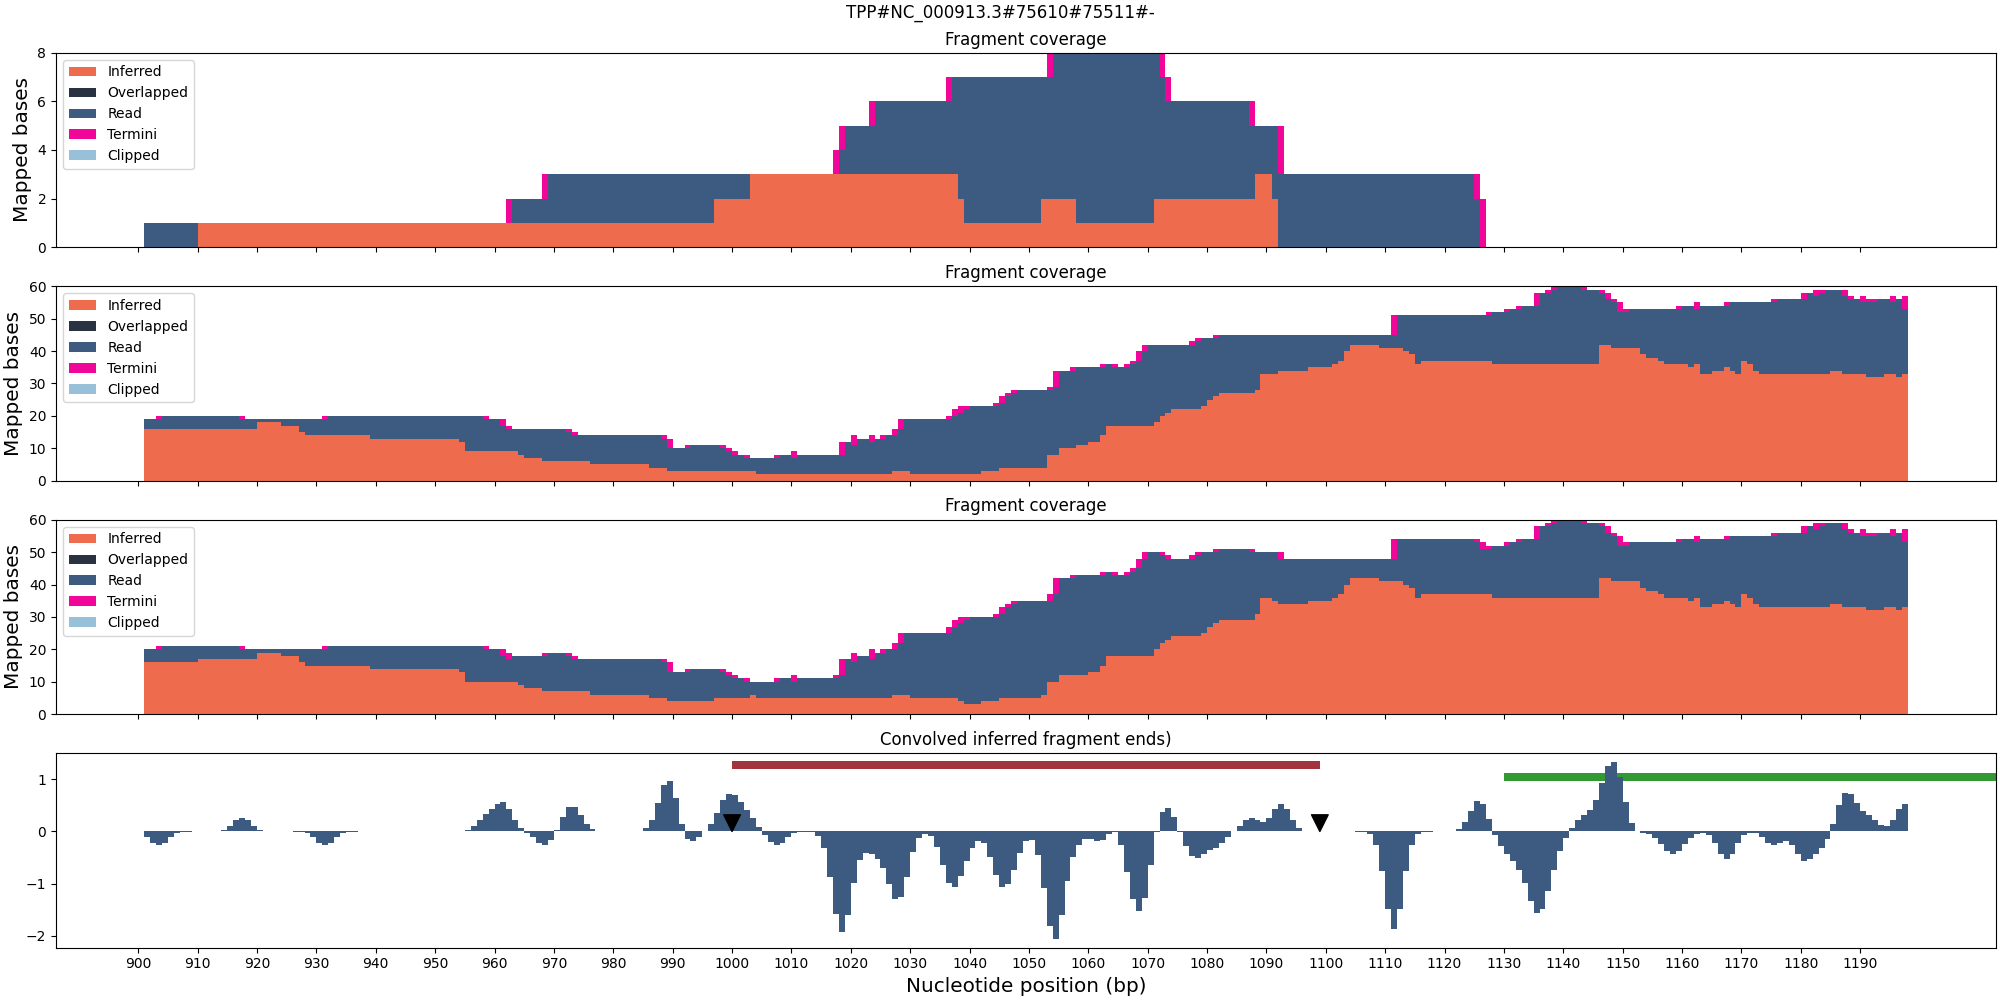 TPP#NC_000913.3#75610#75511#-
Fragment coverage
Mapped bases
8
6
4
2
0
Inferred
Overlapped
Read
Termini
Clipped
Fragment coverage
Mapped bases
60
50
40
30
20
10
0
Inferred
Overlapped
Read
Termini
Clipped
Fragment coverage
Mapped bases
60
50
40
30
20
10
0
Inferred
Overlapped
Read
Termini
Clipped
Convolved inferred fragment ends)
1
0
−1
−2
900 910 920 930 940 950 960 970 980 990 1000 1010 1020 1030 1040 1050 1060 1070 1080 1090 1100 1110 1120 1130 1140 1150 1160 1170 1180 1190
Nucleotide position (bp)